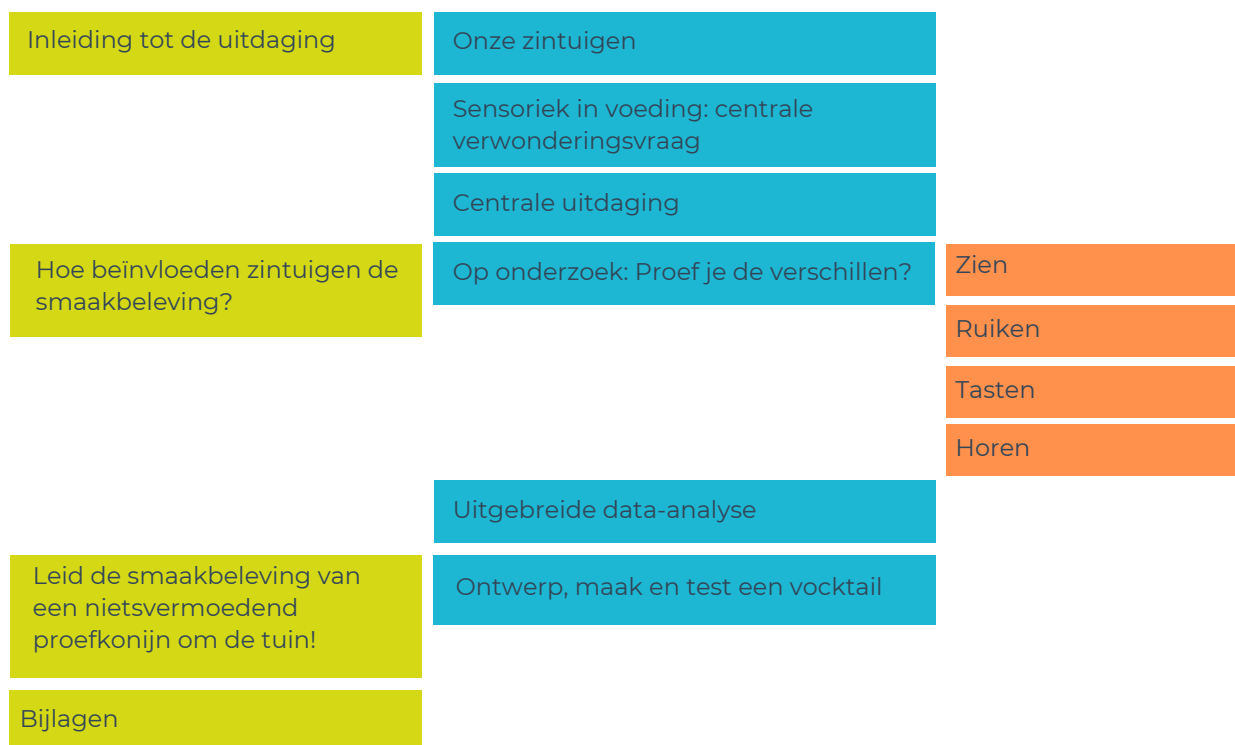 Inleiding tot de uitdaging
Onze zintuigen
Sensoriek in voeding: centrale
verwonderingsvraag
Centrale uitdaging
Hoe beïnvloeden zintuigen de
smaakbeleving?
Op onderzoek: Proef je de verschillen?
Zien
Ruiken
Tasten
Horen
Uitgebreide data-analyse
Leid de smaakbeleving van
een nietsvermoedend
proefkonijn om de tuin!
Ontwerp, maak en test een vocktail
Bijlagen